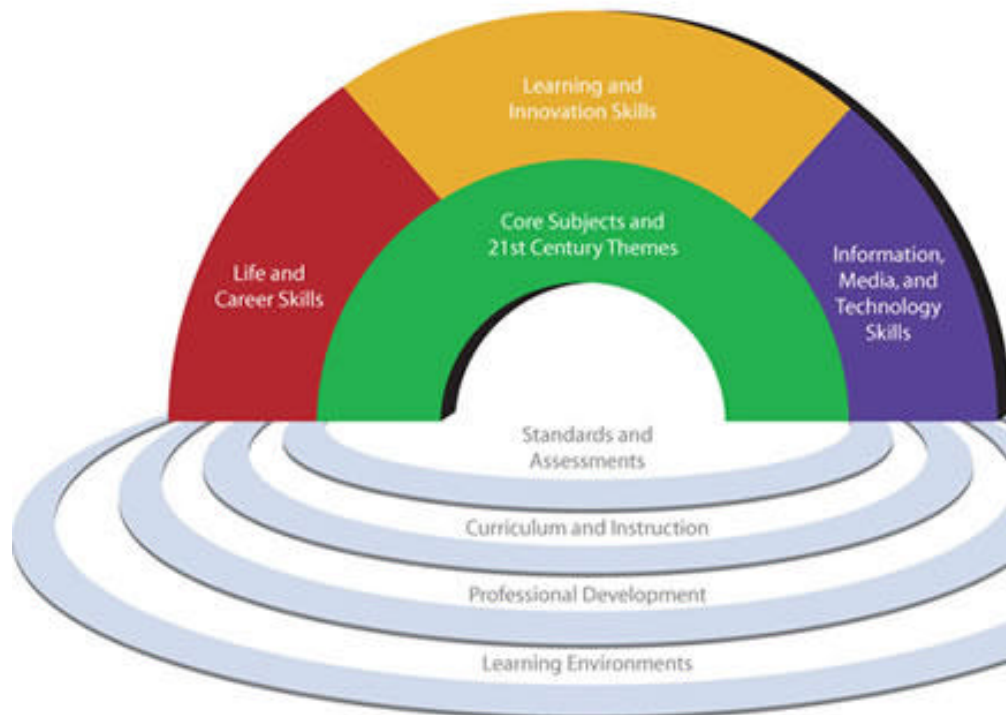 Learning and
Innovation Skills
Core Subjects and
21st Century Themes
Life and
Career Skills
Information,
Media, and
Technology
Skills
Standards and
Assessments
Curriculum and Instruction
Professional Development
Learning Environments